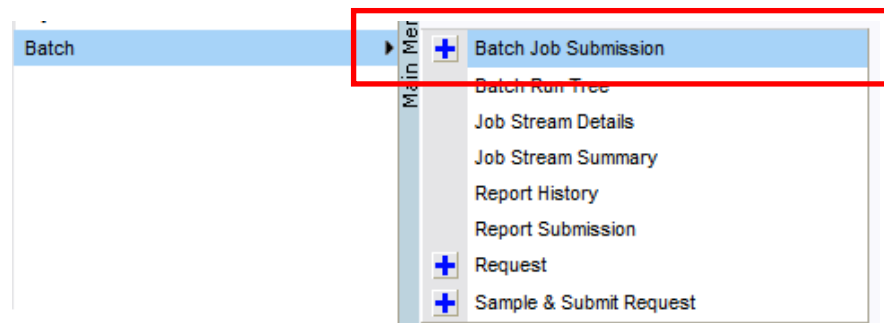 Batch
Main Men
Batch Job Submission
Batch Run Tree
Job Stream Details
Job Stream Summary
Report History
Report Submission
Request
Sample & Submit Request